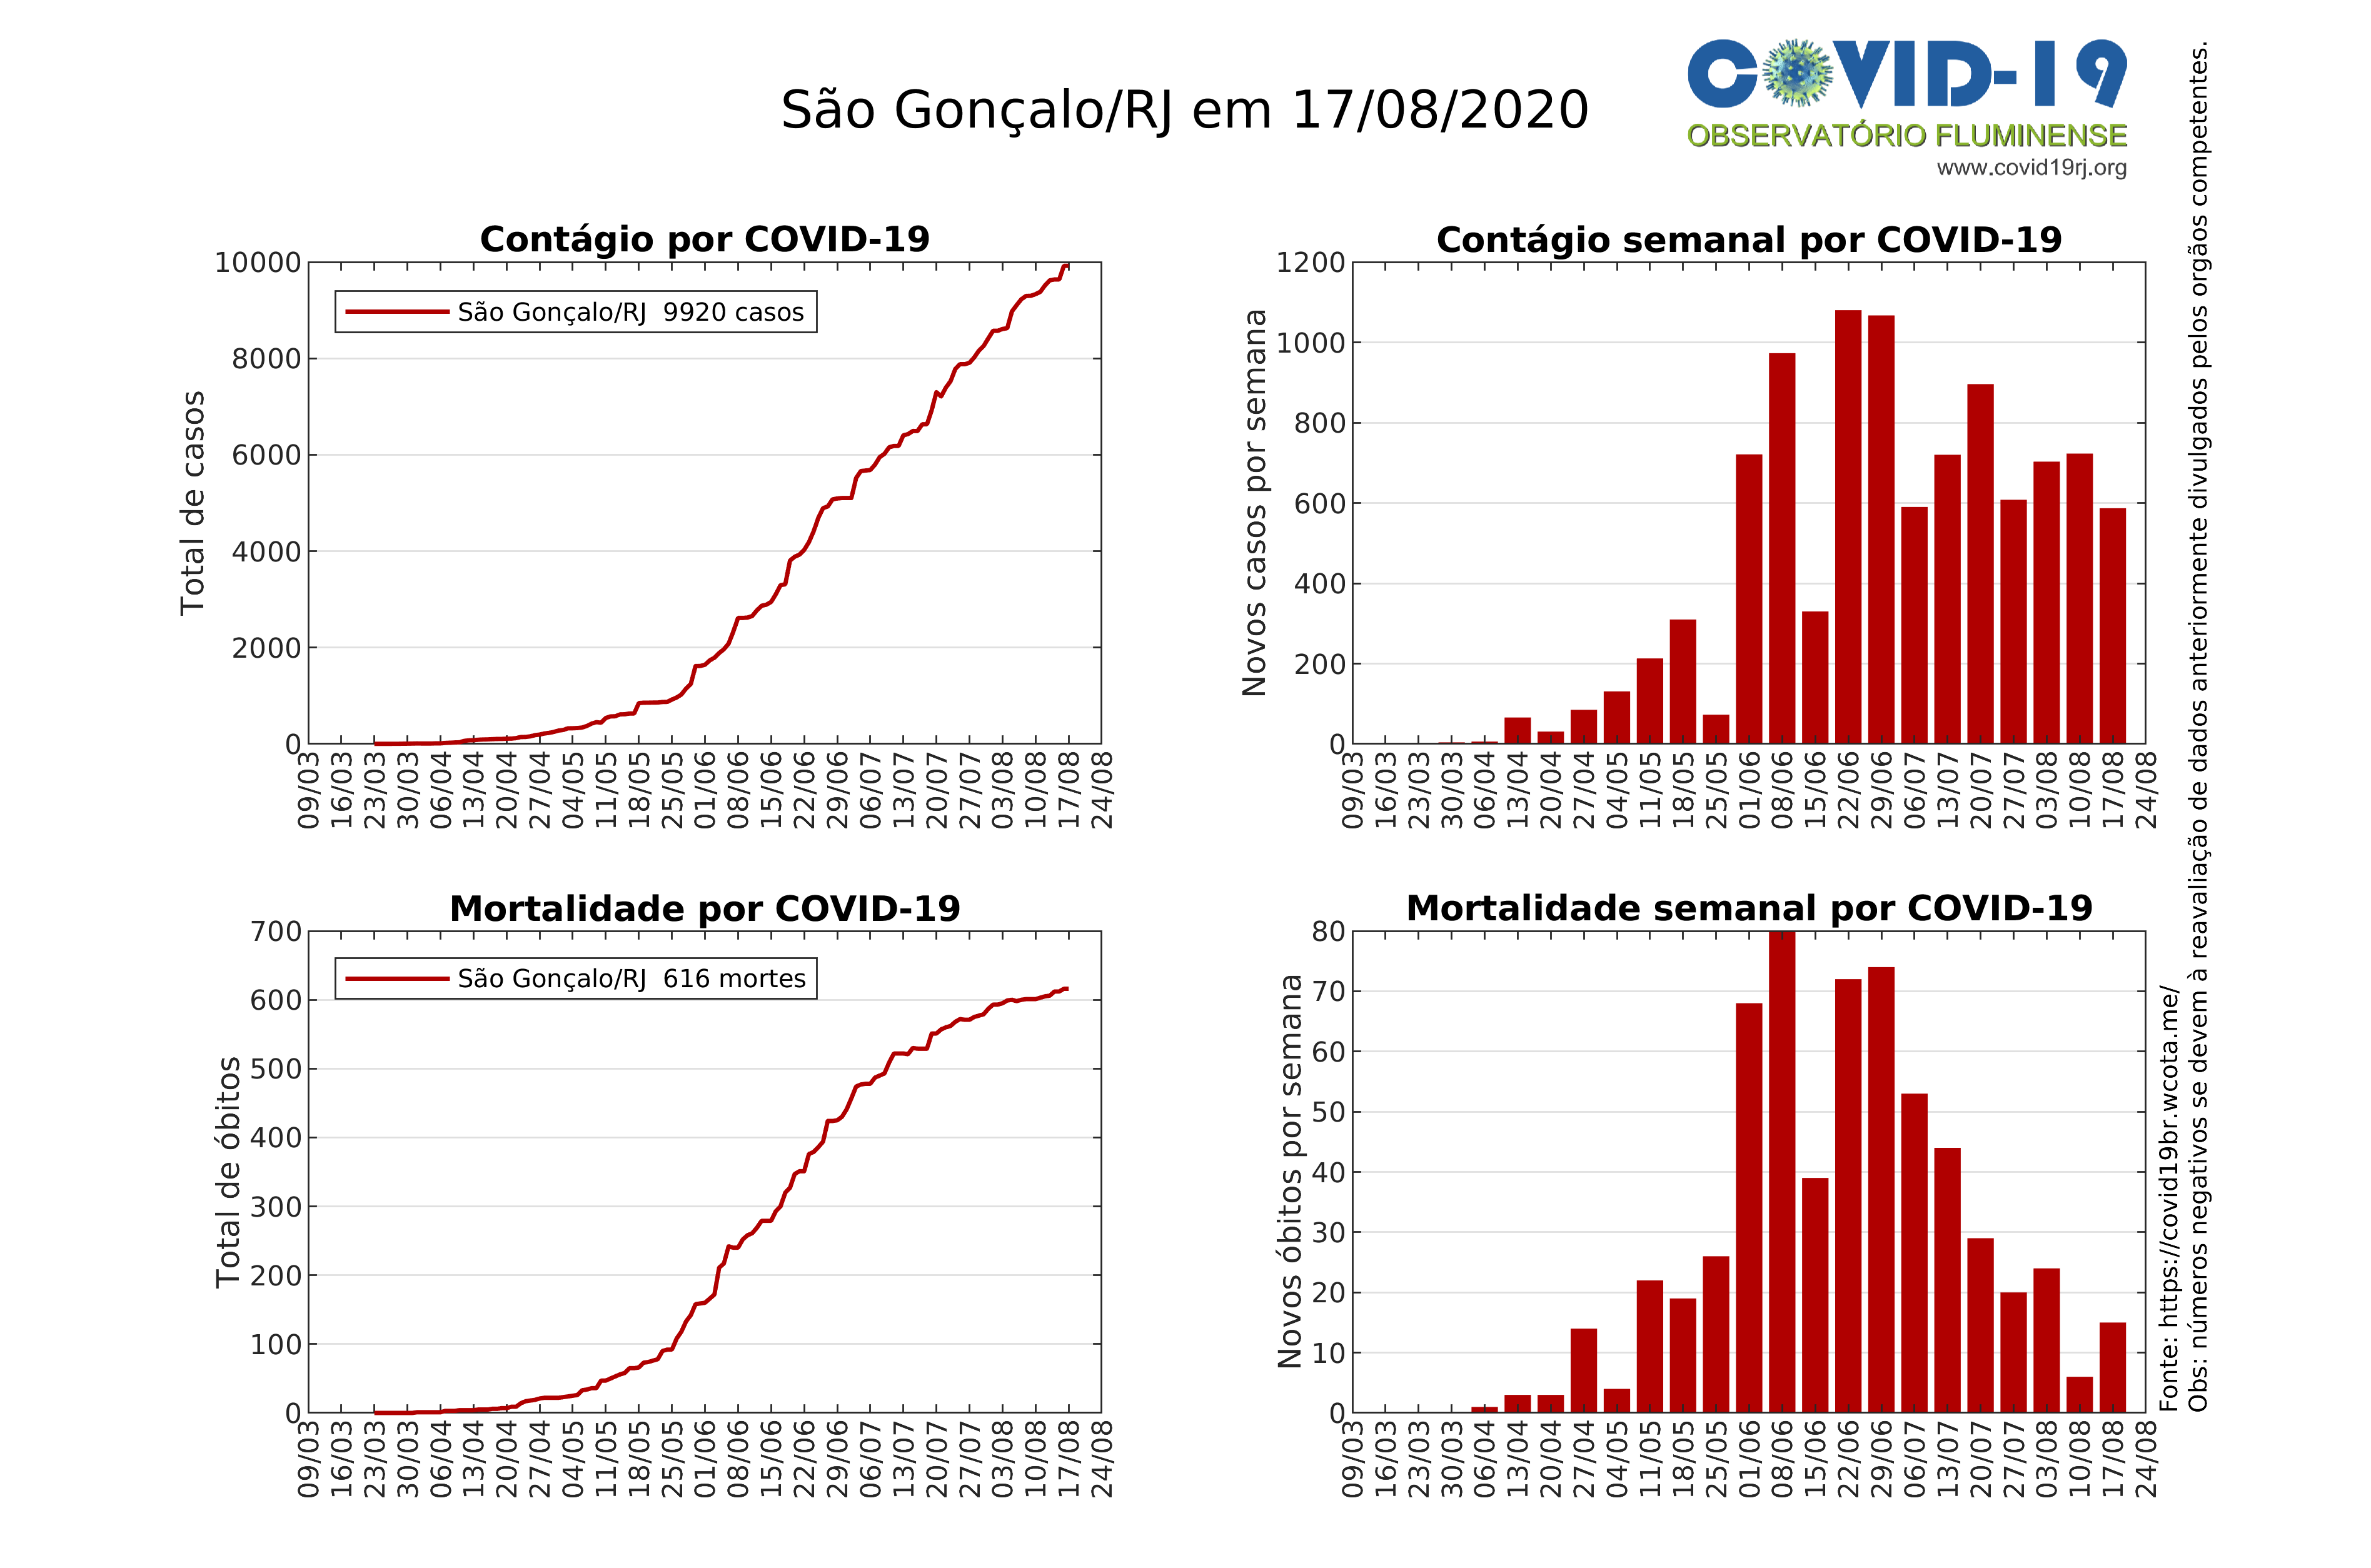 São Gonçalo/RJ em 17/08/2020
COVID-19
OBSERVATÓRIO FLUMINENSE
www.covid19rj.org
Contágio por COVID-19
Total de casos
10000
8000
6000
4000
2000
0
São Gonçalo/RJ 9920 casos
09/03 16/03 23/03 30/03 06/04 13/04 20/04 27/04 04/05 11/05 18/05 25/05 01/06 08/06 15/06 22/06 29/06 06/07 13/07 20/07 27/07 03/08 10/08 17/08 24/08
Contágio semanal por COVID-19
Novos casos por semana
1200
1000
800
600
400
200
0
09/03 16/03 23/03 30/03 06/04 13/04 20/04 27/04 04/05 11/05 18/05 25/05 01/06 08/06 15/06 22/06 29/06 06/07 13/07 20/07 27/07 03/08 10/08 17/08 24/08
Mortalidade por COVID-19
Total de óbitos
700
600
500
400
300
200
100
0
São Gonçalo/RJ 616 mortes
09/03 16/03 23/03 30/03 06/04 13/04 20/04 27/04 04/05 11/05 18/05 25/05 01/06 08/06 15/06 22/06 29/06 06/07 13/07 20/07 27/07 03/08 10/08 17/08 24/08
Mortalidade semanal por COVID-19
Novos óbitos por semana
80
70
60
50
40
30
20
10
0
09/03 16/03 23/03 30/03 06/04 13/04 20/04 27/04 04/05 11/05 18/05 25/05 01/06 08/06 15/06 22/06 29/06 06/07 13/07 20/07 27/07 03/08 10/08 17/08 24/08
Fonte: https://covid19br.wcota.me/
Obs: números negativos se devem à reavaliação de dados anteriormente divulgados pelos orgãos competentes.